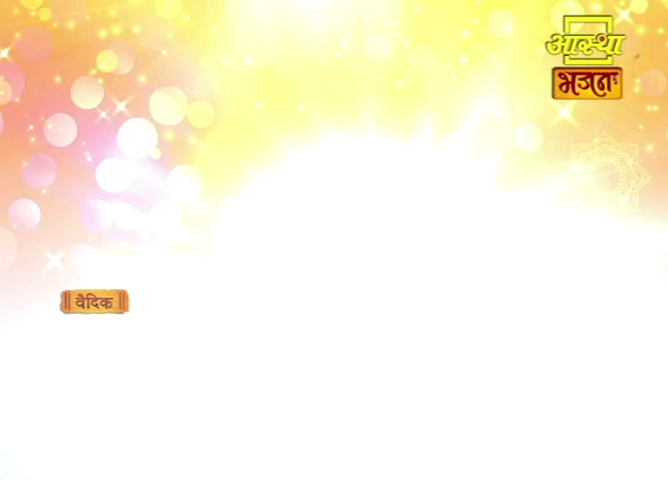 आस्था
भजन
॥ वैदिक ॥